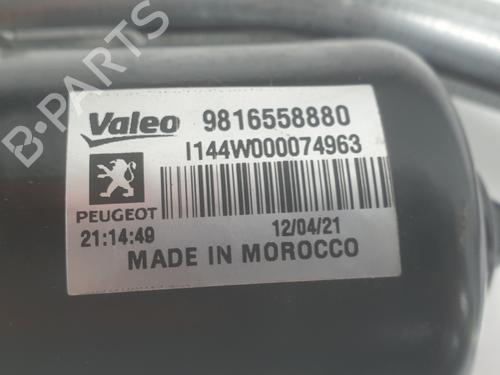 B-PARTS
Valeo 9816558880
I144W000074963
PEUGEOT
21:14:49 12/04/21
MADE IN MOROCCO